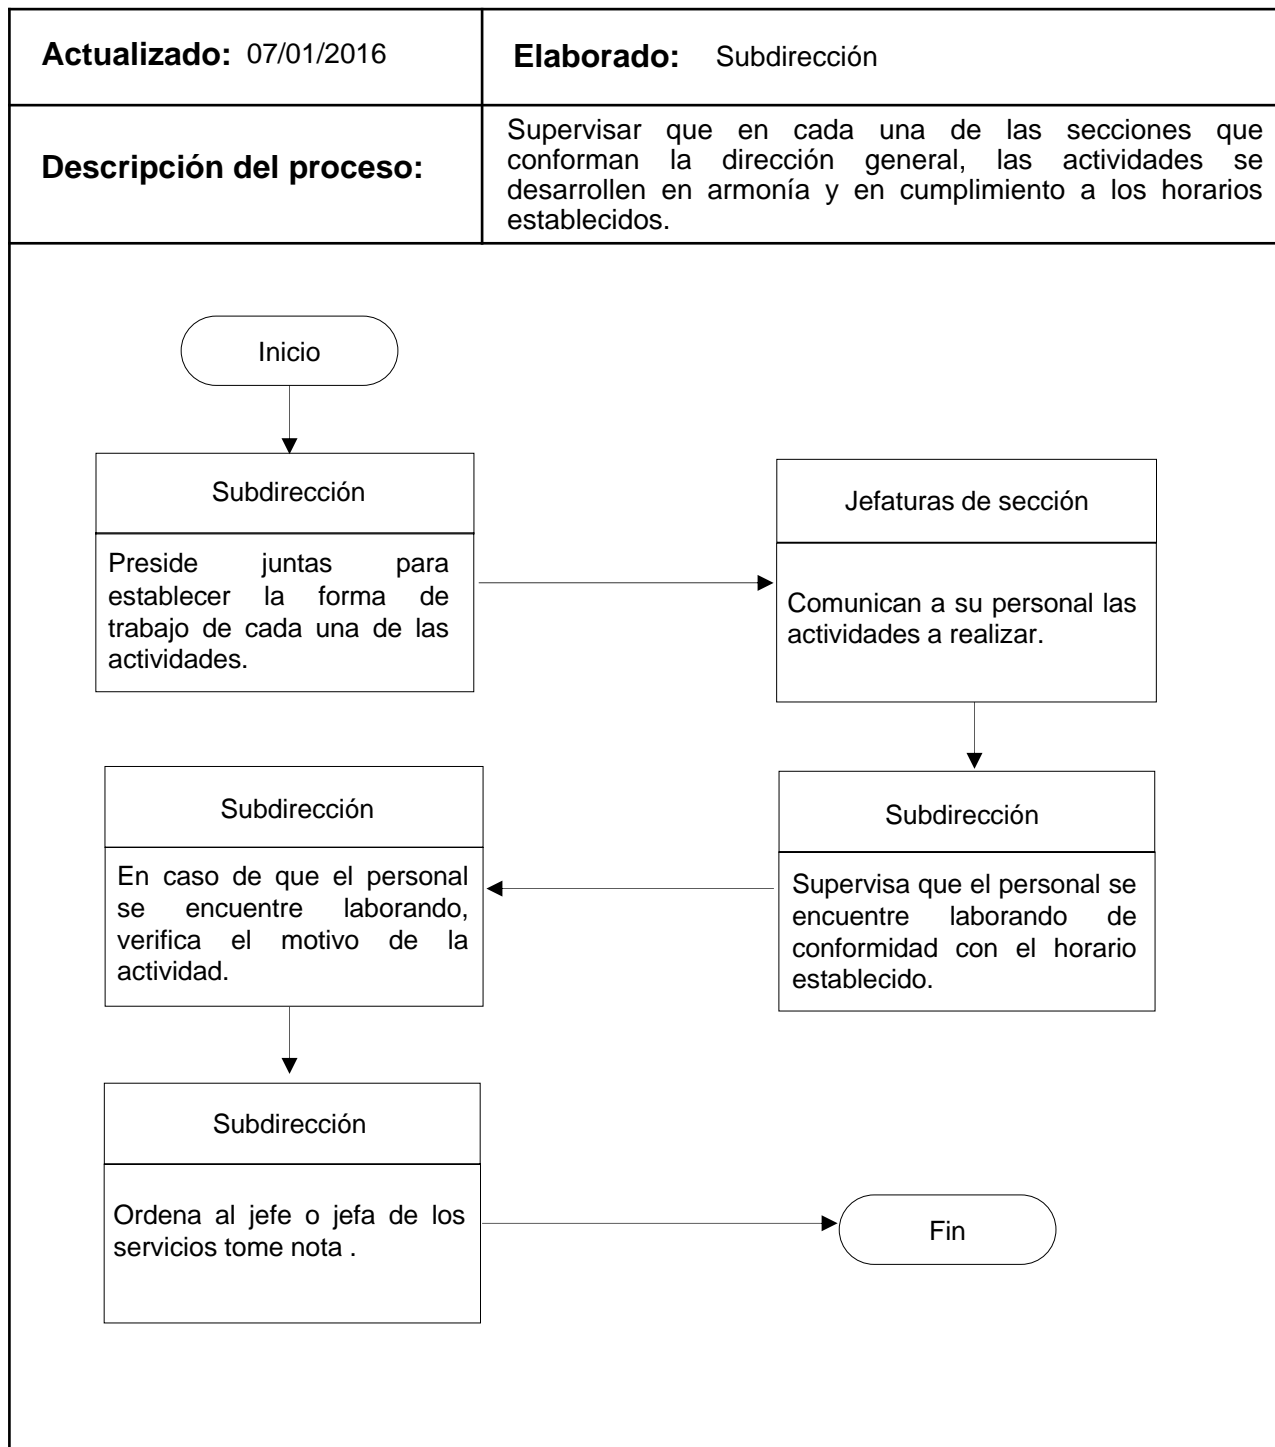 Actualizado: 07/01/2016
Elaborado: Subdirección
Descripción del proceso:
Supervisar que en cada una de las secciones que
conforman la dirección general, las actividades se
desarrollen en armonía y en cumplimiento a los horarios
establecidos.
Inicio
Subdirección
Preside juntas para
establecer la forma de
trabajo de cada una de las
actividades.
Jefaturas de sección
Comunican a su personal las
actividades a realizar.
Subdirección
Supervisa que el personal se
encuentre laborando de
conformidad con el horario
establecido.
Subdirección
En caso de que el personal
se encuentre laborando,
verifica el motivo de la
actividad.
Subdirección
Ordena al jefe o jefa de los
servicios tome nota .
Fin